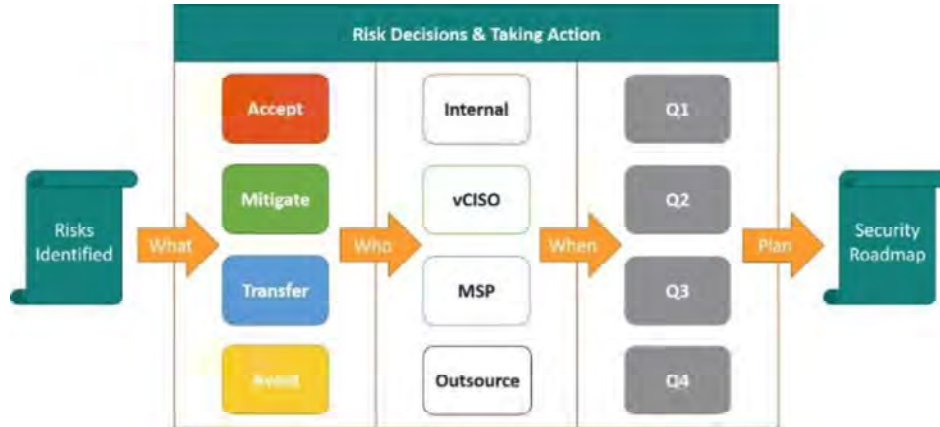 Risk Decisions & Taking Action
Risks
Identified
What
Accept
Mitigate
Transfer
Avoid
Who
Internal
vCISO
MSP
Outsource
When
Q1
Q2
Q3
Q4
Plan
Security
Roadmap